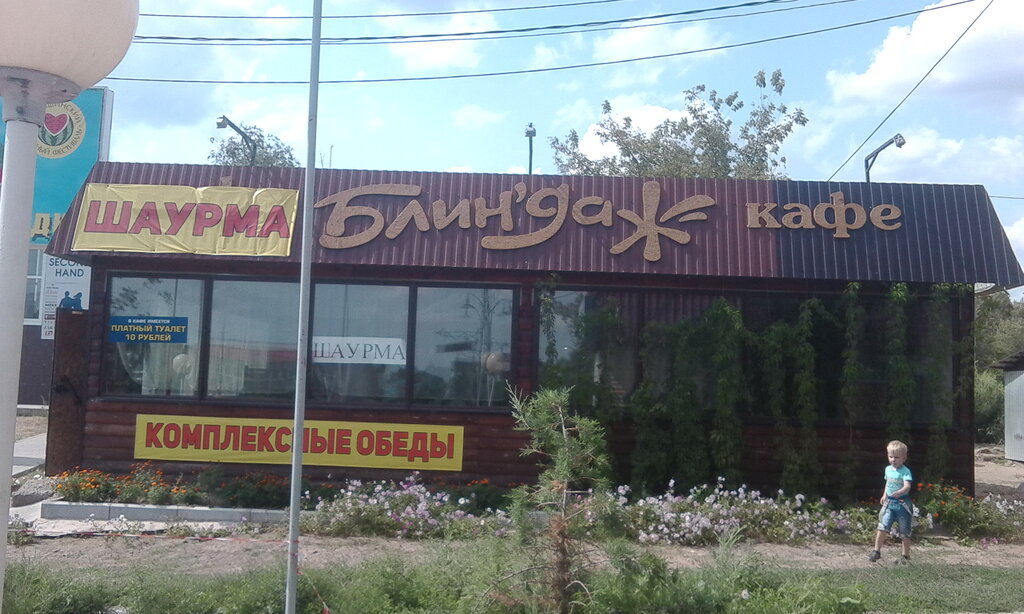 ШАУРМА
Блин'даж кафе
SECOND
HAND
В КАФЕ ИМЕЕТСЯ
ПЛАТНЫЙ ТУАЛЕТ
10 РУБЛЕЙ
ШАУРМА
КОМПЛЕКСНЫЕ ОБЕДЫ